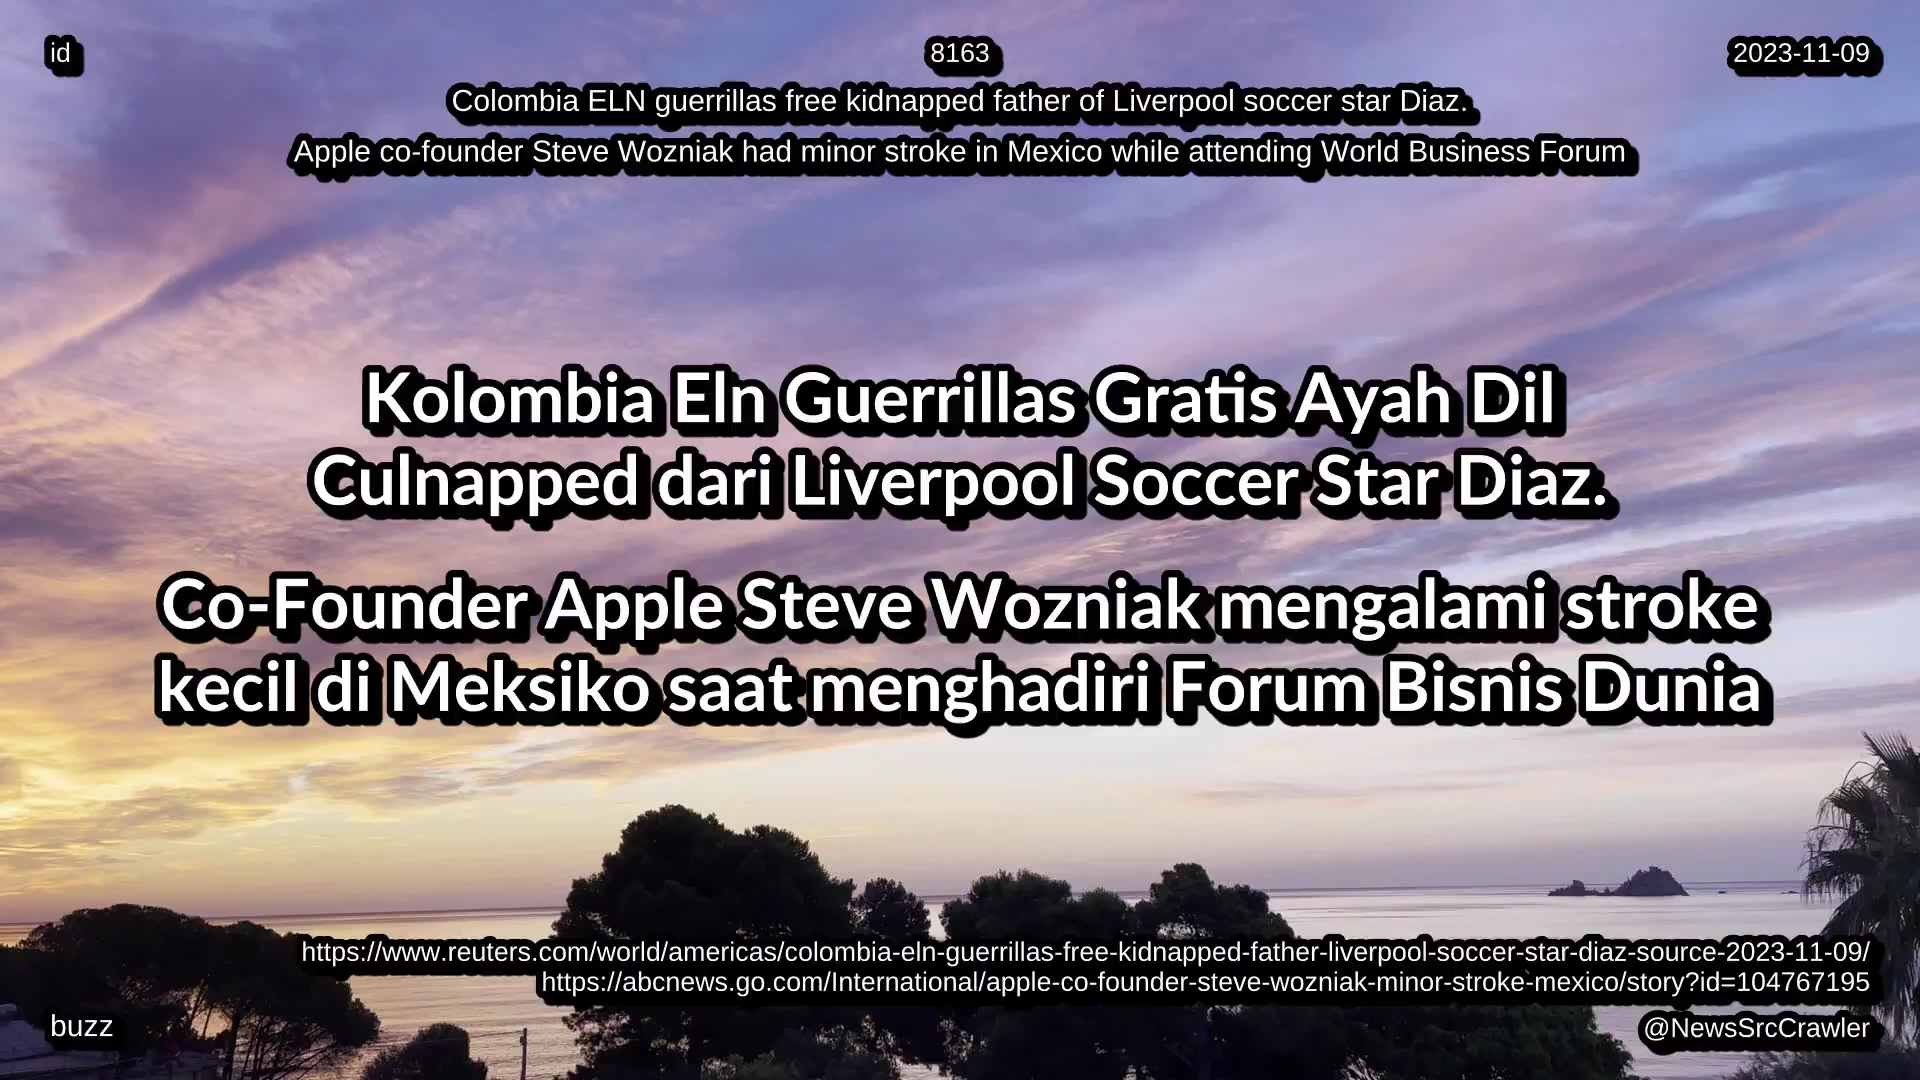 id
8163
2023-11-09
Colombia ELN guerrillas free kidnapped father of Liverpool soccer star Diaz.
Apple co-founder Steve Wozniak had minor stroke in Mexico while attending World Business Forum
Kolombia Eln Guerrillas Gratis Ayah Dil
Culnapped dari Liverpool Soccer Star Diaz.
Co-Founder Apple Steve Wozniak mengalami stroke
kecil di Meksiko saat menghadiri Forum Bisnis Dunia
https://www.reuters.com/world/americas/colombia-eln-guerrillas-free-kidnapped-father-liverpool-soccer-star-diaz-source-2023-11-09/
https://abcnews.go.com/International/apple-co-founder-steve-wozniak-minor-stroke-mexico/story?id=104767195
buzz
@NewsSrcCrawler